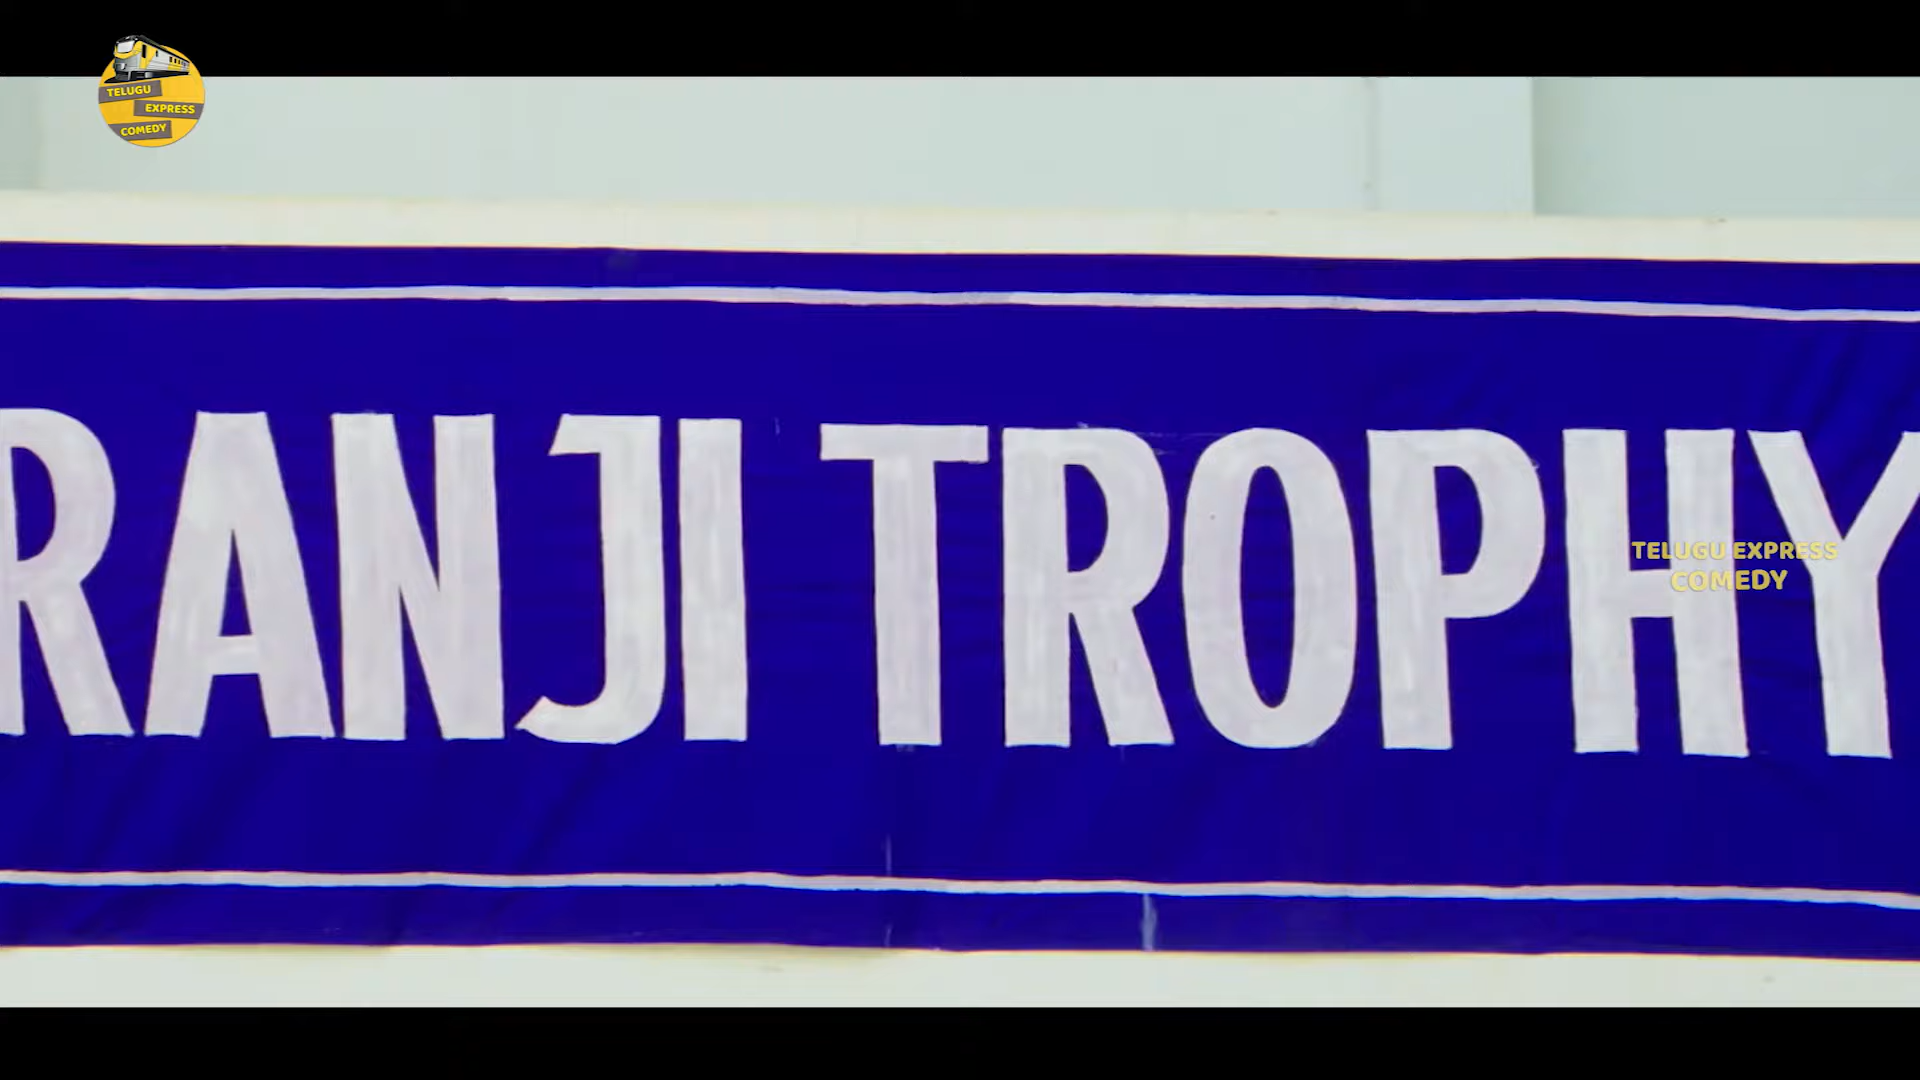 TELUGU
EXPRESS
COMEDY
RANJI TROPHY
TELUGU EXPRESS
COMEDY